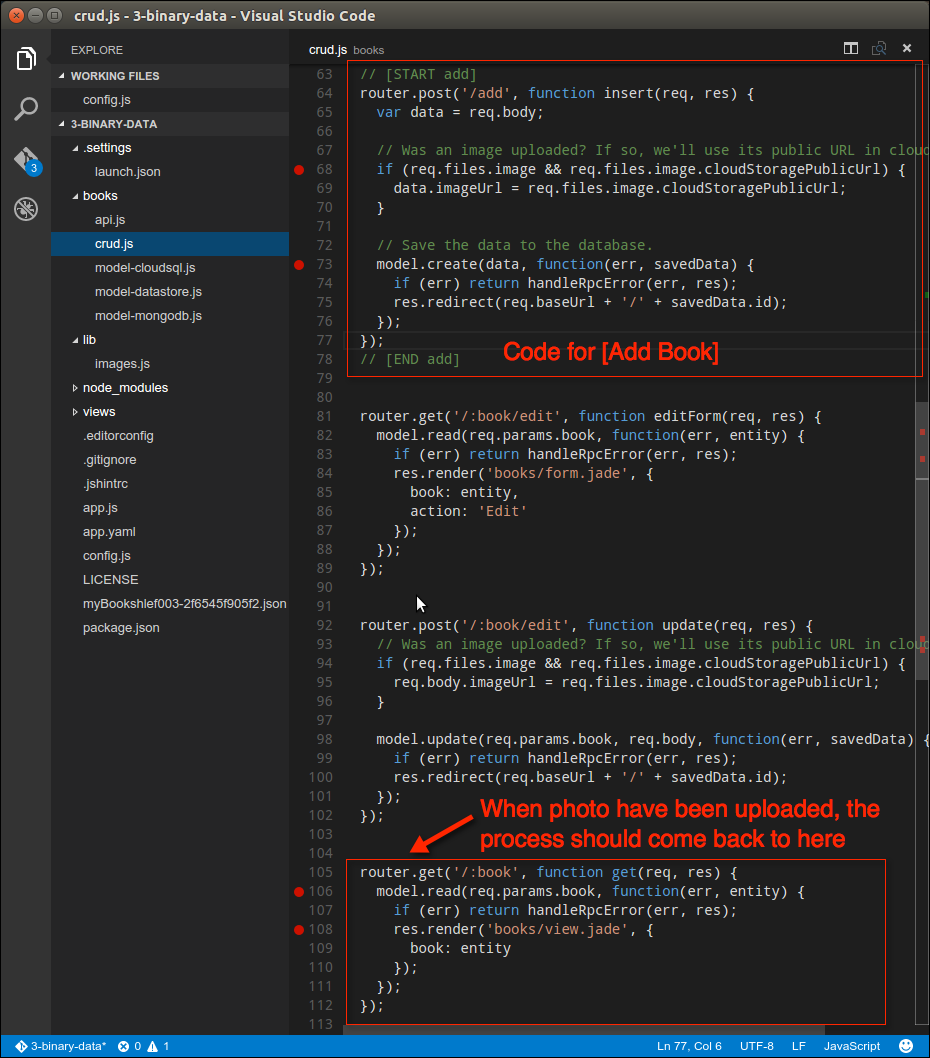 crud.js - 3-binary-data - Visual Studio Code
EXPLORE
WORKING FILES
config.js
3-BINARY-DATA
.settings
launch.json
books
api.js
crud.js
model-cloudsql.js
model-datastore.js
model-mongodb.js
lib
images.js
node_modules
views
.editorconfig
.gitignore
.jshintrc
app.js
app.yaml
config.js
LICENSE
myBookshlef003-2f6545f905f2.json
package.json
3
crud.js books
63 // [START add]
64 router.post('/add', function insert(req, res) {
65 var data = req.body;
66
67 // Was an image uploaded? If so, we'll use its public URL in cloud
68 if (req.files.image && req.files.image.cloudStoragePublicUrl) {
69 data.imageUrl = req.files.image.cloudStoragePublicUrl;
70 }
71
72 // Save the data to the database.
73 model.create(data, function(err, savedData) {
74 if (err) return handleRpcError(err, res);
75 res.redirect(req.baseUrl + '/' + savedData.id);
76 });
77 });
Code for [Add Book]
78 // [END add]
79
80
81 router.get('/:book/edit', function editForm(req, res) {
82 model.read(req.params.book, function(err, entity) {
83 if (err) return handleRpcError(err, res);
84 res.render('books/form.jade', {
85 book: entity,
86 action: 'Edit'
87 });
88 });
89 });
90
91
92 router.post('/:book/edit', function update(req, res) {
93 // Was an image uploaded? If so, we'll use its public URL in cloud
94 if (req.files.image && req.files.image.cloudStoragePublicUrl) {
95 req.body.imageUrl = req.files.image.cloudStoragePublicUrl;
96 }
97
98 model.update(req.params.book, req.body, function(err, savedData) {
99 if (err) return handleRpcError(err, res);
100 res.redirect(req.baseUrl + '/' + savedData.id);
101 });
102 });
When photo have been uploaded, the
process should come back to here
103
104
105 router.get('/:book', function get(req, res) {
106 model.read(req.params.book, function(err, entity) {
107 if (err) return handleRpcError(err, res);
108 res.render('books/view.jade', {
109 book: entity
110 });
111 });
112 });
113
3-binary-data* 0 1 Ln 77, Col 6 UTF-8 LF JavaScript